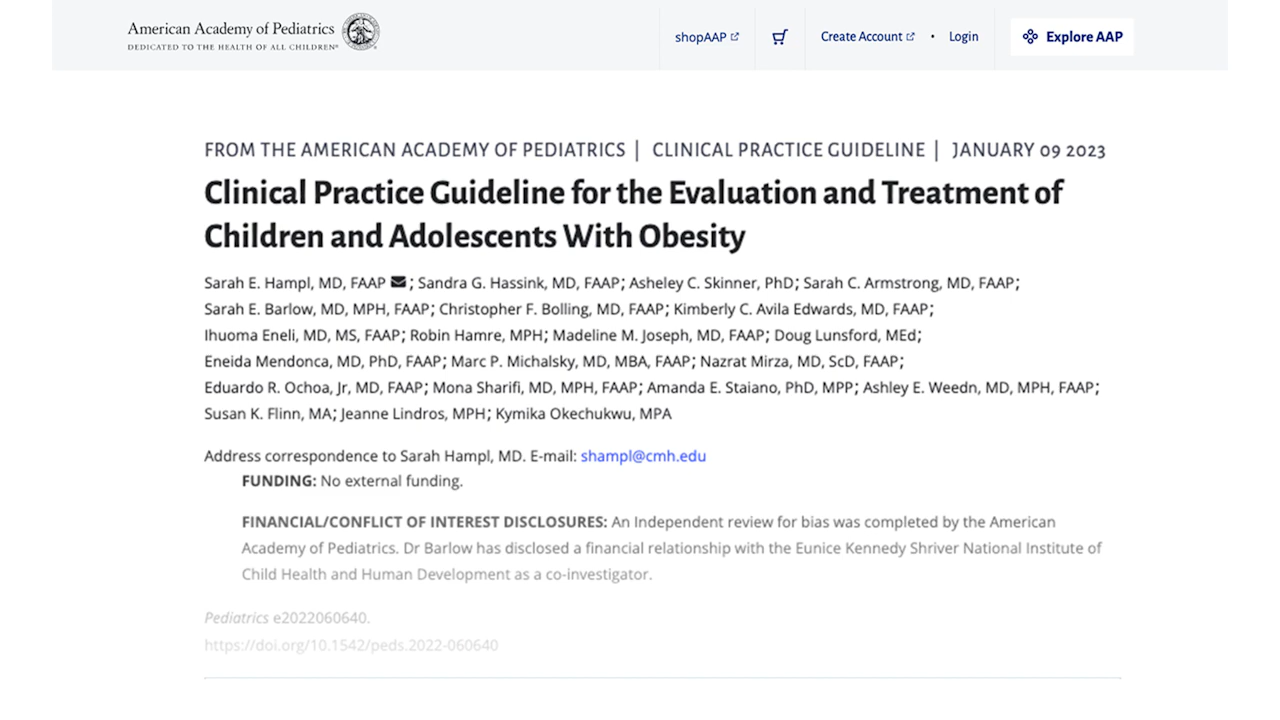 American Academy of Pediatrics
DEDICATED TO THE HEALTH OF ALL CHILDREN®
shopAAP
Create Account • Login
Explore AAP
FROM THE AMERICAN ACADEMY OF PEDIATRICS | CLINICAL PRACTICE GUIDELINE | JANUARY 09 2023
Clinical Practice Guideline for the Evaluation and Treatment of
Children and Adolescents With Obesity
Sarah E. Hampl, MD, FAAP ; Sandra G. Hassink, MD, FAAP; Asheley C. Skinner, PhD; Sarah C. Armstrong, MD, FAAP;
Sarah E. Barlow, MD, MPH, FAAP; Christopher F. Bolling, MD, FAAP; Kimberly C. Avila Edwards, MD, FAAP;
Ihuoma Eneli, MD, MS, FAAP; Robin Hamre, MPH; Madeline M. Joseph, MD, FAAP; Doug Lunsford, MEd;
Eneida Mendonca, MD, PhD, FAAP; Marc P. Michalsky, MD, MBA, FAAP; Nazrat Mirza, MD, ScD, FAAP;
Eduardo R. Ochoa, Jr, MD, FAAP; Mona Sharifi, MD, MPH, FAAP; Amanda E. Staiano, PhD, MPP; Ashley E. Weedn, MD, MPH, FAAP;
Susan K. Flinn, MA; Jeanne Lindros, MPH; Kymika Okechukwu, MPA
Address correspondence to Sarah Hampl, MD. E-mail: shampl@cmh.edu
FUNDING: No external funding.
FINANCIAL/CONFLICT OF INTEREST DISCLOSURES: An Independent review for bias was completed by the American
Academy of Pediatrics. Dr Barlow has disclosed a financial relationship with the Eunice Kennedy Shriver National Institute of
Child Health and Human Development as a co-investigator.
Pediatrics e2022060640.
https://doi.org/10.1542/peds.2022-060640